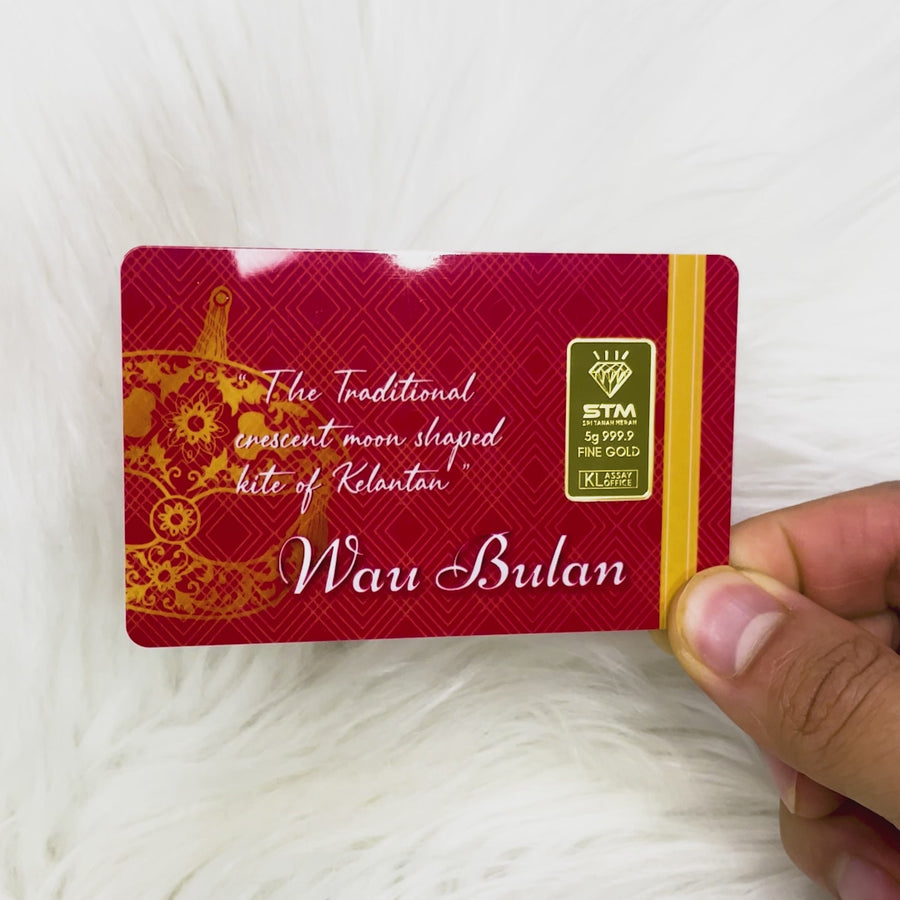 “ The Traditional
crescent moon shaped
kite of Kelantan ”
Wau Bulan
STM
SRI TANAH MERAH
5g 999.9
FINE GOLD
KL ASSAY
OFFICE